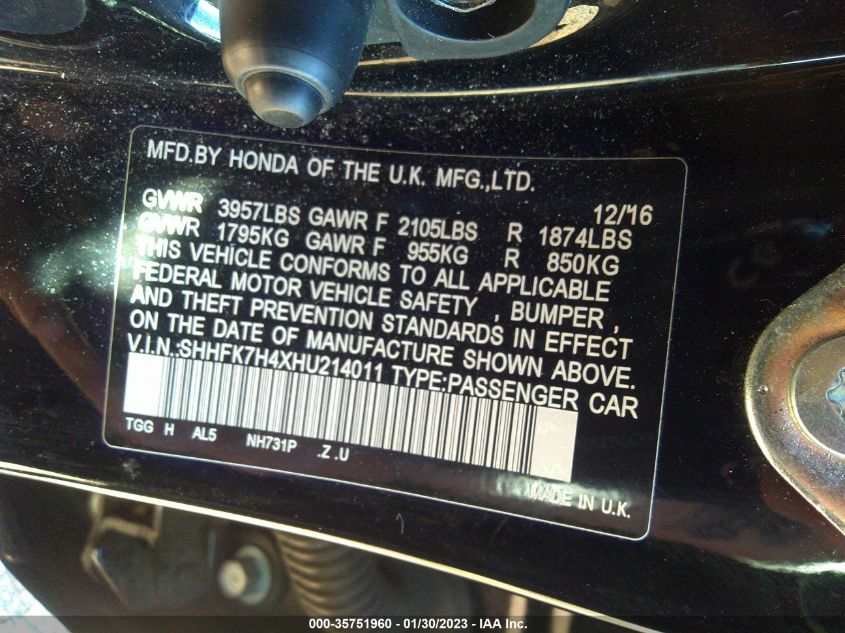 MFD.BY HONDA OF THE U.K. MFG.,LTD.
12/'16
GVWR 3957LBS GAWR F 2105LBS R 1874LBS
GVWR 1795KG GAWR F 955KG R 850KG
THIS VEHICLE CONFORMS TO ALL APPLICABLE
FEDERAL MOTOR VEHICLE SAFETY , BUMPER ,
AND THEFT PREVENTION STANDARDS IN EFFECT
ON THE DATE OF MANUFACTURE SHOWN ABOVE.
V.I.N.:SHHFK7H4XHU214011 TYPE:PASSENGER CAR
TGG H AL5 NH731P .Z .U
MADE IN U.K.
000-35751960 - 01/30/2023 - IAA Inc.